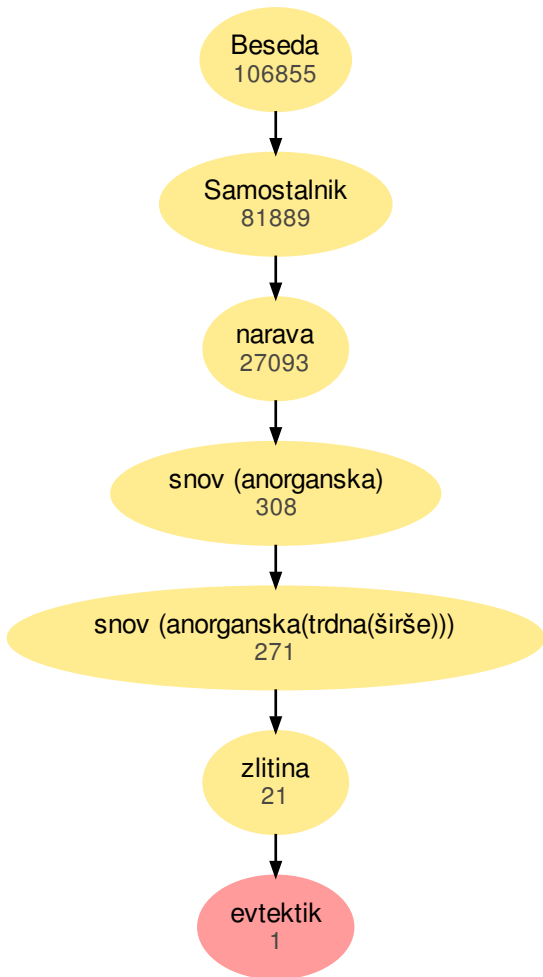 Beseda
106855
Samostalnik
81889
narava
27093
snov (anorganska)
308
snov (anorganska(trdna(širše)))
271
zlitina
21
evtektik
1